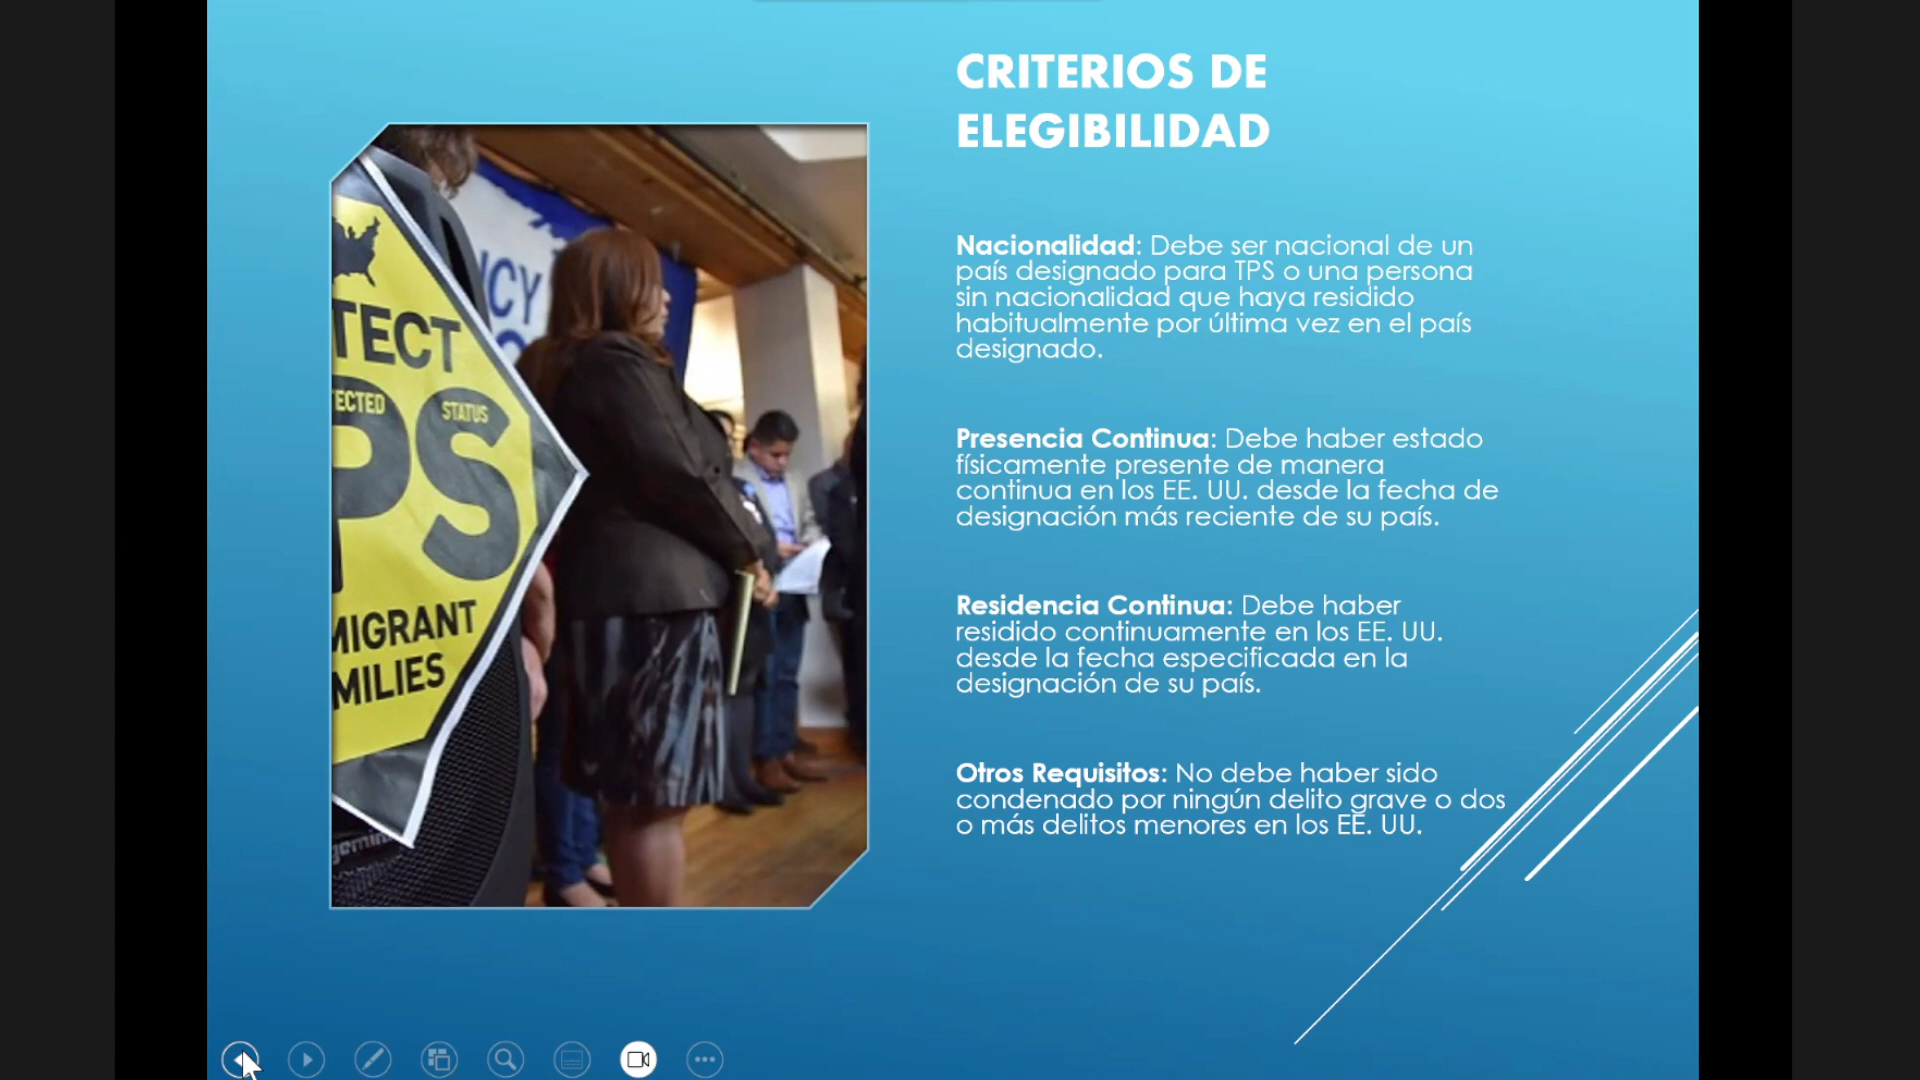 CRITERIOS DE
ELEGIBILIDAD
Nacionalidad: Debe ser nacional de un
país designado para TPS o una persona
sin nacionalidad que haya residido
habitualmente por última vez en el país
designado.
Presencia Continua: Debe haber estado
físicamente presente de manera
continua en los EE. UU. desde la fecha de
designación más reciente de su país.
Residencia Continua: Debe haber
residido continuamente en los EE. UU.
desde la fecha especificada en la
designación de su país.
Otros Requisitos: No debe haber sido
condenado por ningún delito grave o dos
o más delitos menores en los EE. UU.
TECT
ECTED STATUS
PS
MIGRANT
MILIES
ICY